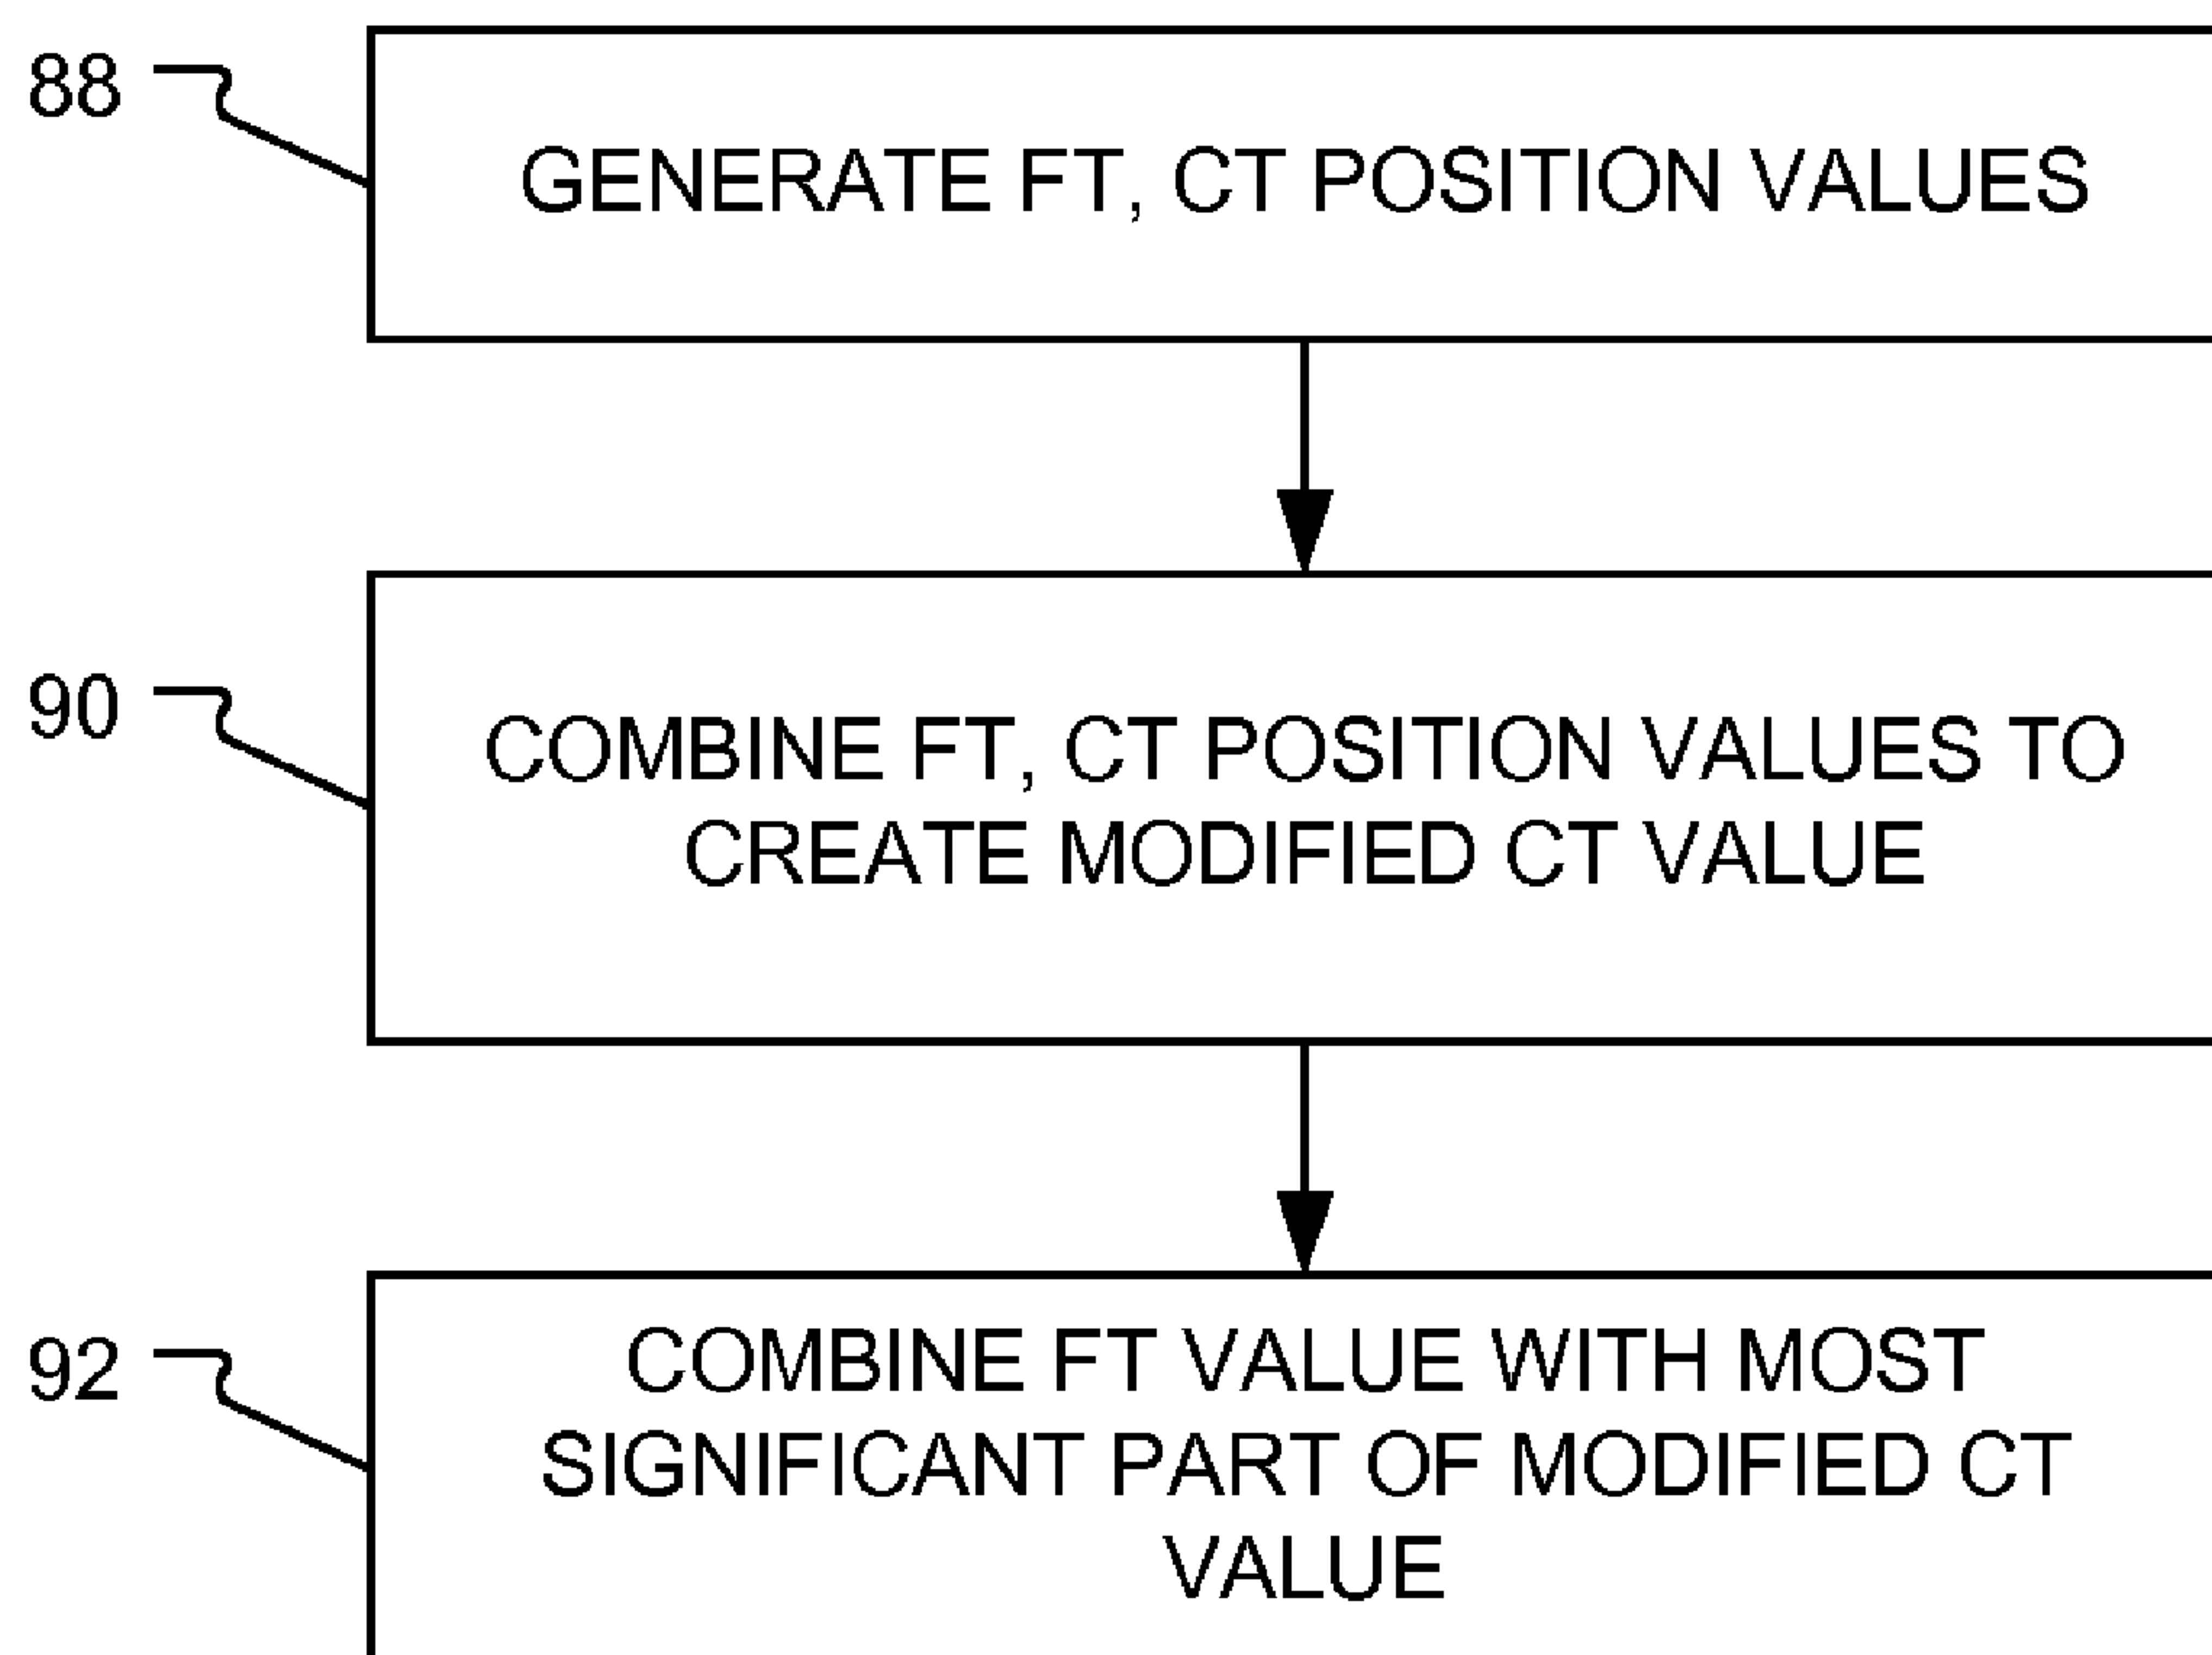 88
GENERATE FT, CT POSITION VALUES
90
COMBINE FT, CT POSITION VALUES TO
CREATE MODIFIED CT VALUE
92
COMBINE FT VALUE WITH MOST
SIGNIFICANT PART OF MODIFIED CT
VALUE